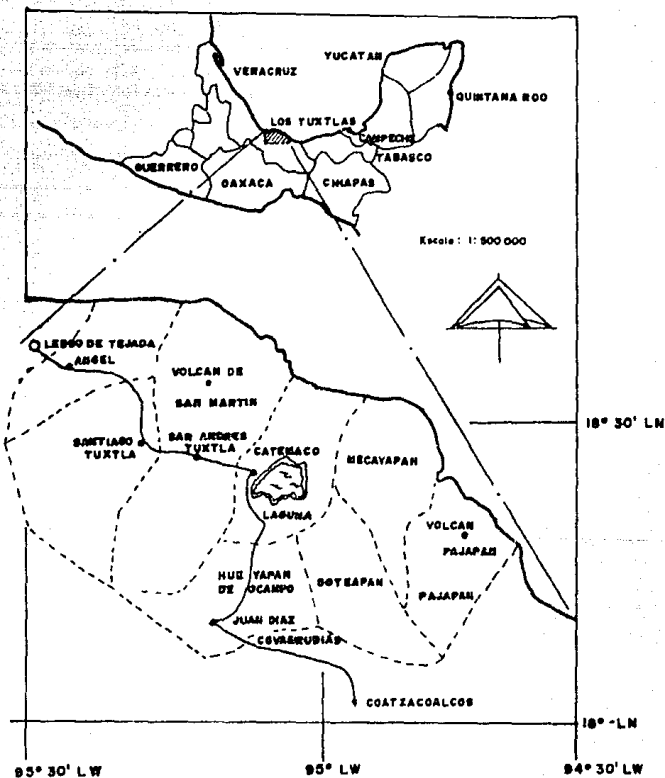 YUCATAN
VERACRUZ
QUINTANA ROO
LOS TUXTLAS
CAMPECHE
TABASCO
GUERRERO
OAXACA
CHIAPAS
Escala: 1:500 000
LERDO DE TEJADA
ANGEL
VOLCAN DE
SAN MARTIN
18° 30' LN
SANTIAGO
TUXTLA
SAN ANDRES
TUXTLA
CATEMACO
MECAYAPAN
LAGUNA
VOLCAN
PAJAPAN
HUEYAPAN
DE OCAMPO
SOTEAPAN
PAJAPAN
JUAN DIAZ
COVARRUBIAS
COATZACOALCOS
18° LN
95° 30' LW
95° LW
94° 30' LW